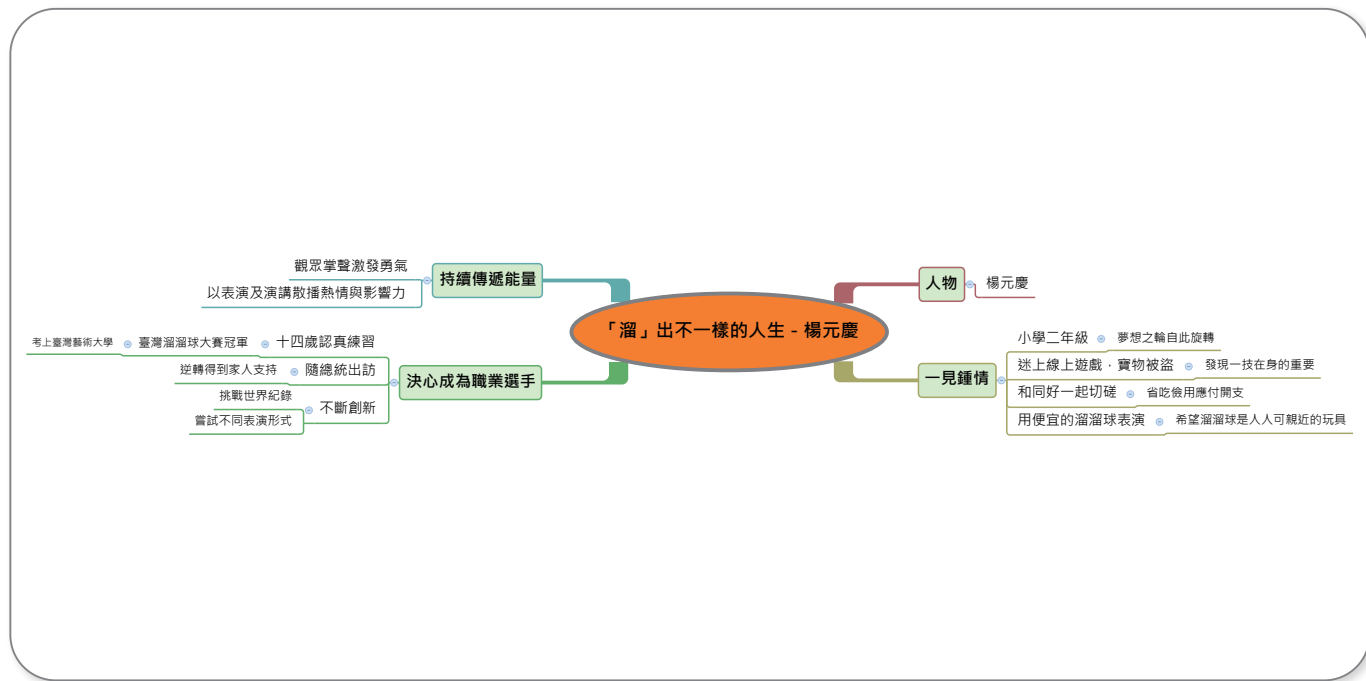 「溜」出不一樣的人生 - 楊元慶
人物
楊元慶
一見鍾情
小學二年級
夢想之輪自此旋轉
迷上線上遊戲﹐寶物被盜
發現一技在身的重要
和同好一起切磋
省吃儉用應付開支
用便宜的溜溜球表演
希望溜溜球是人人可親近的玩具
決心成為職業選手
十四歲認真練習
臺灣溜溜球大賽冠軍
考上臺灣藝術大學
隨總統出訪
逆轉得到家人支持
不斷創新
挑戰世界紀錄
嘗試不同表演形式
持續傳遞能量
觀眾掌聲激發勇氣
以表演及演講散播熱情與影響力